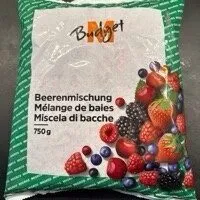 M
Budget
Beerenmischung
Mélange de baies
Miscela di bacche
750g